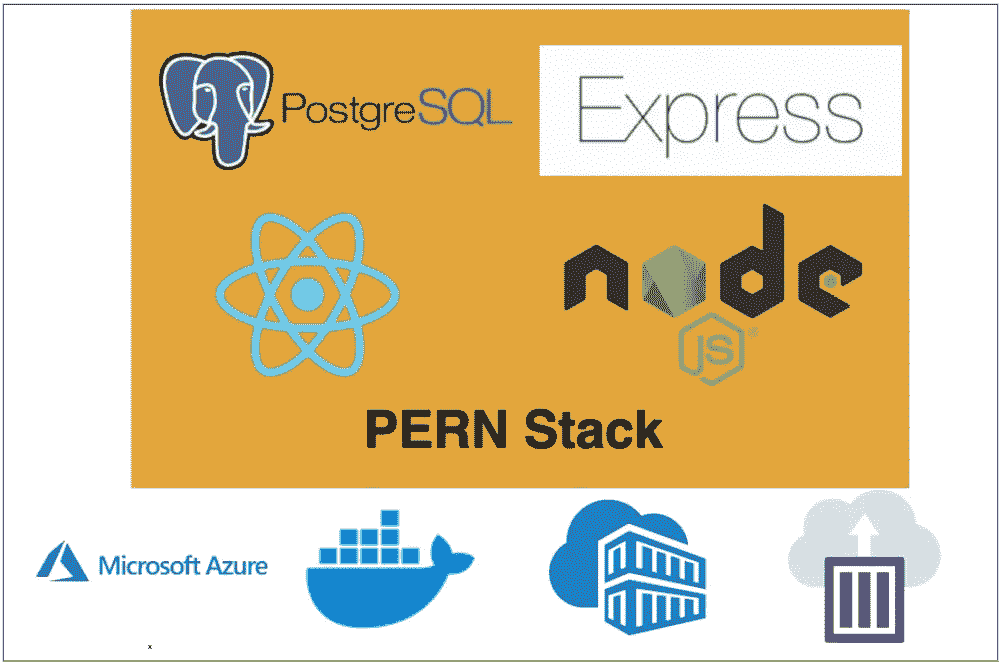 PostgreSQL
Express
node
JS
PERN Stack
Microsoft Azure
x